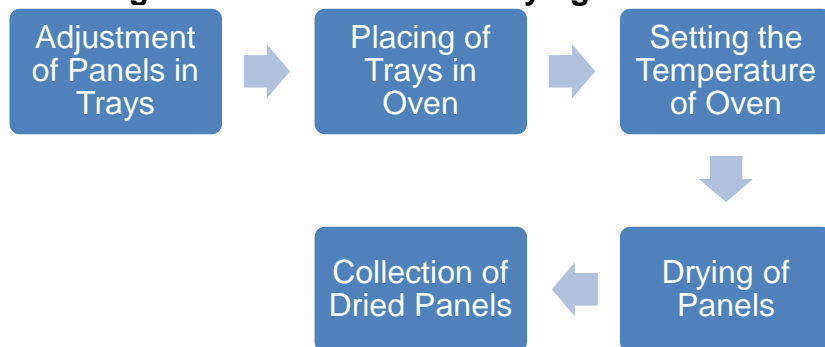 Adjustment
of Panels in
Trays
Placing of
Trays in
Oven
Setting the
Temperature
of Oven
Drying of
Panels
Collection of
Dried Panels